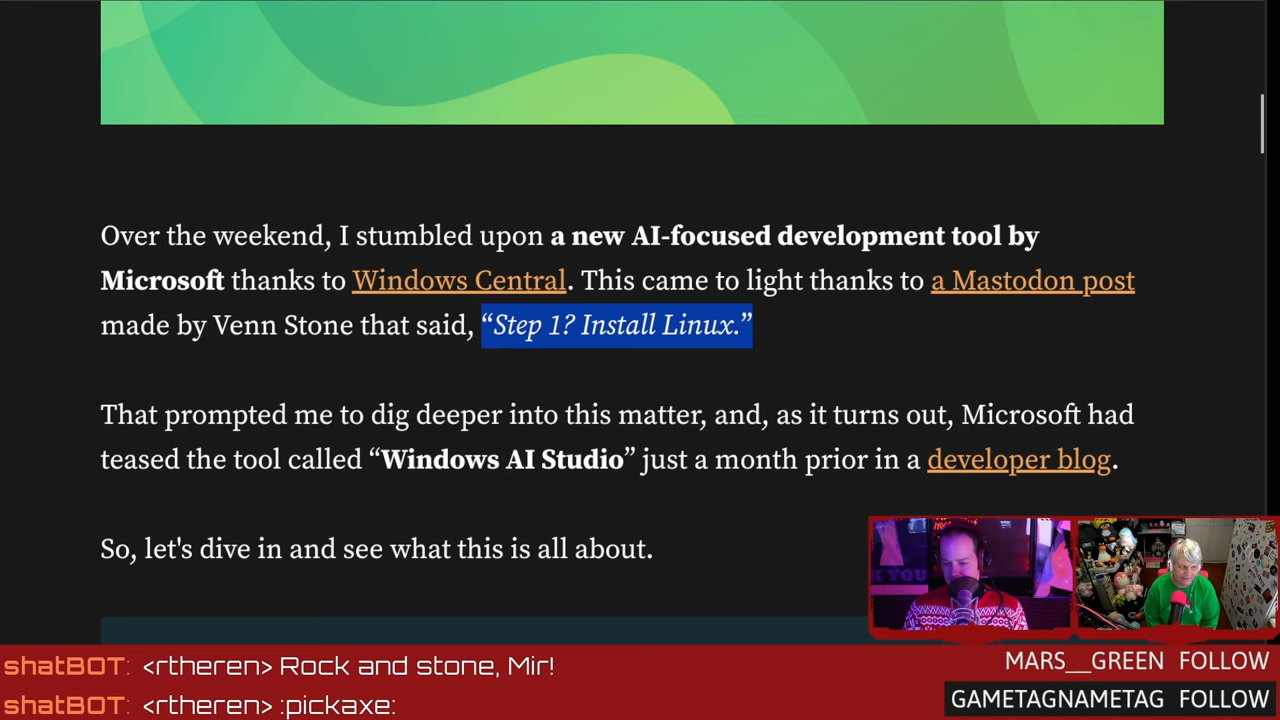 Over the weekend, I stumbled upon a new AI-focused development tool by
Microsoft thanks to Windows Central. This came to light thanks to a Mastodon post
made by Venn Stone that said, “Step 1? Install Linux.”
That prompted me to dig deeper into this matter, and, as it turns out, Microsoft had
teased the tool called “Windows AI Studio” just a month prior in a developer blog.
So, let's dive in and see what this is all about.
K YOU
shatBOT: <rtheren> Rock and stone, Mir!
shatBOT: <rtheren> :pickaxe:
MARS__GREEN FOLLOW
GAMETAGNAMETAG FOLLOW